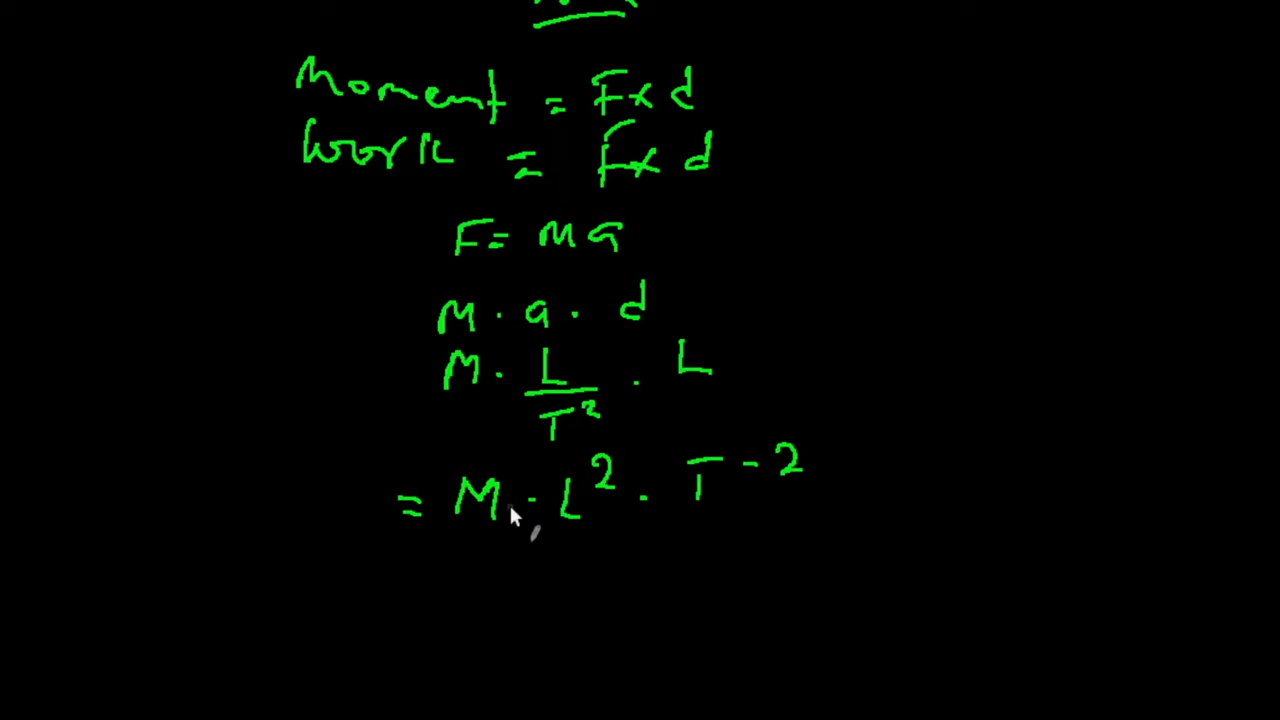 Moment = F x d
Work = F x d
F = ma
M · a · d
M · L/T² · L
= M · L² · T⁻²